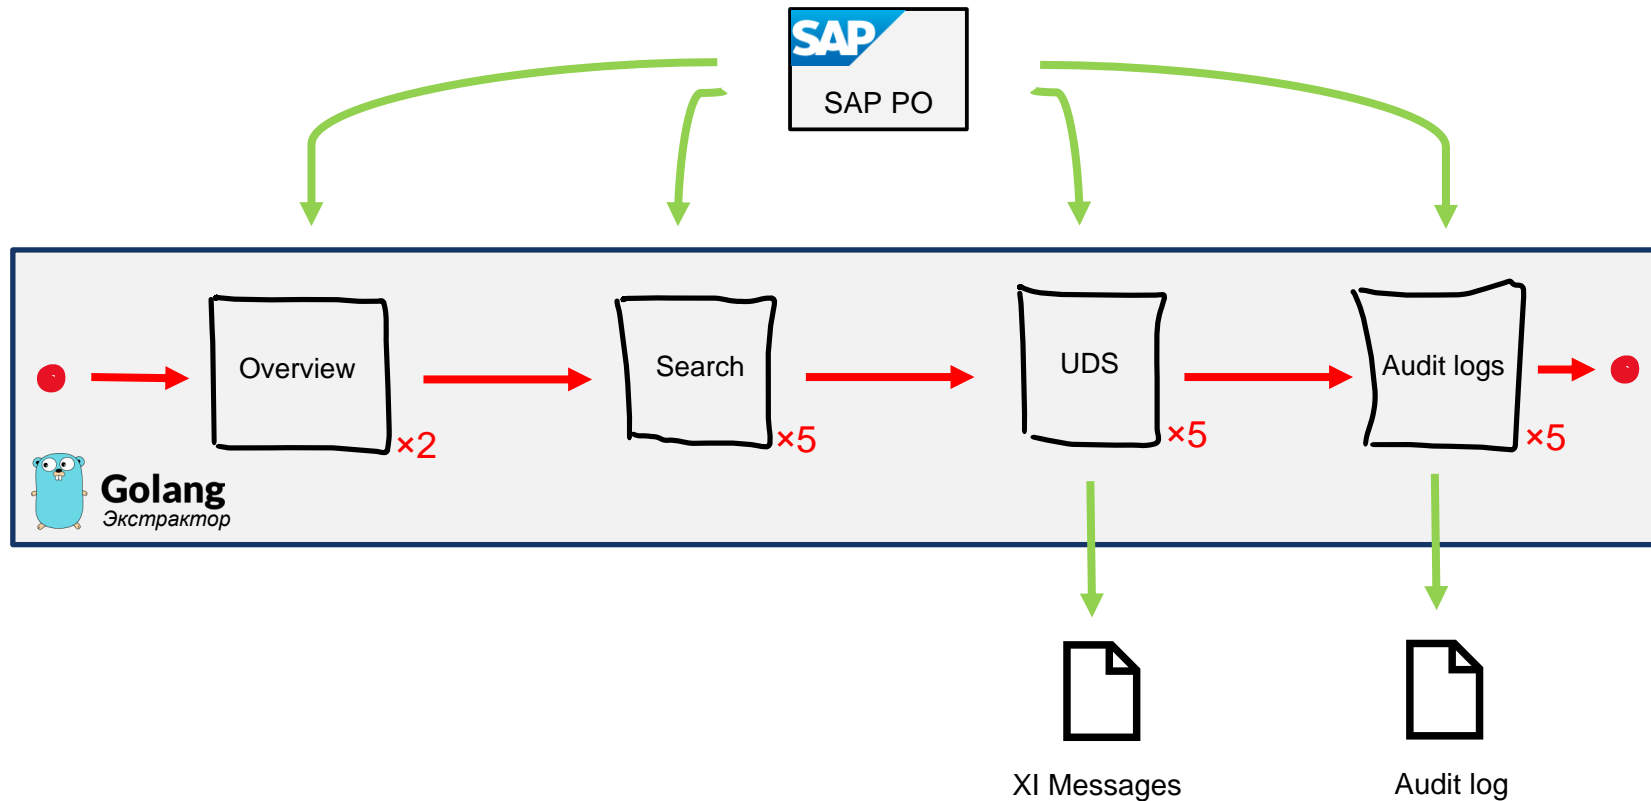 SAP
SAP PO
Overview
×2
Search
×5
UDS
×5
Audit logs
×5
Golang
Экстрактор
XI Messages
Audit log